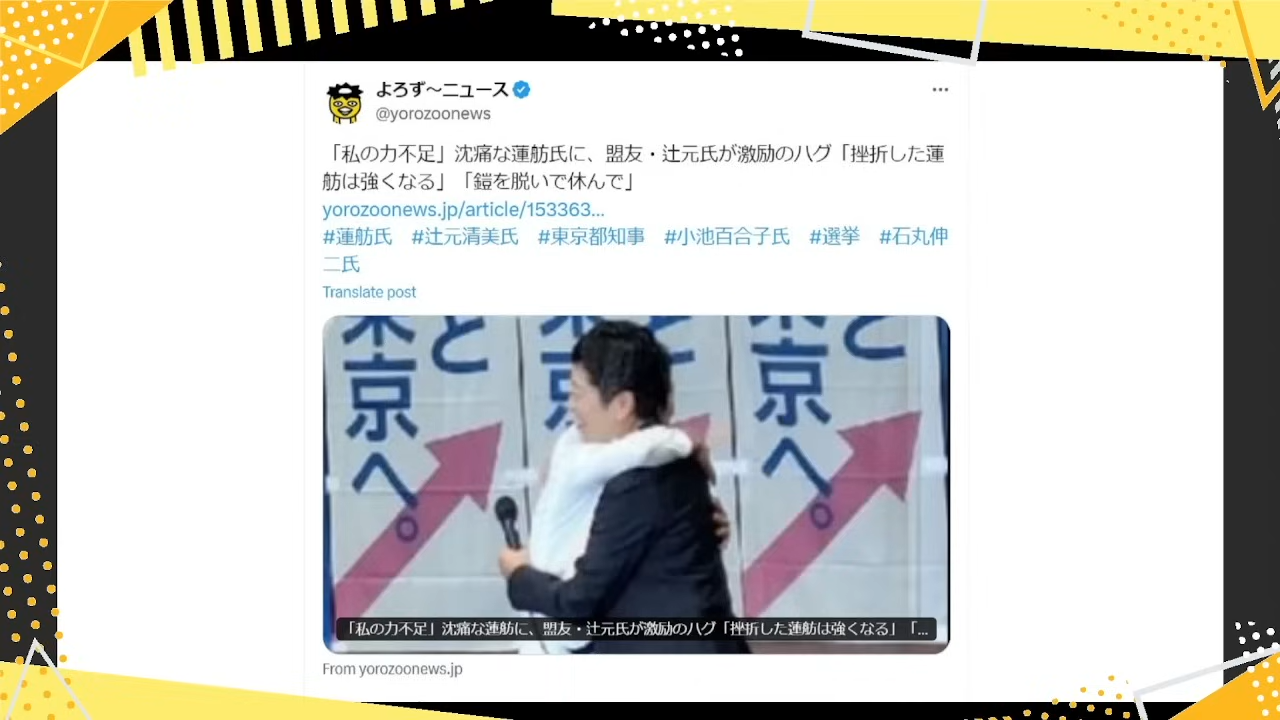 よろず〜ニュース
@yorozoonews
「私の力不足」沈痛な蓮舫氏に、盟友・辻元氏が激励のハグ「挫折した蓮
舫は強くなる」「鎧を脱いで休んで」
yorozoonews.jp/article/153363...
#蓮舫氏 #辻元清美氏 #東京都知事 #小池百合子氏 #選挙 #石丸伸
二氏
Translate post
と
京へ。
と
京
と
京へ。
「私の力不足」沈痛な蓮舫に、盟友・辻元氏が激励のハグ「挫折した蓮舫は強くなる」「...
From yorozoonews.jp